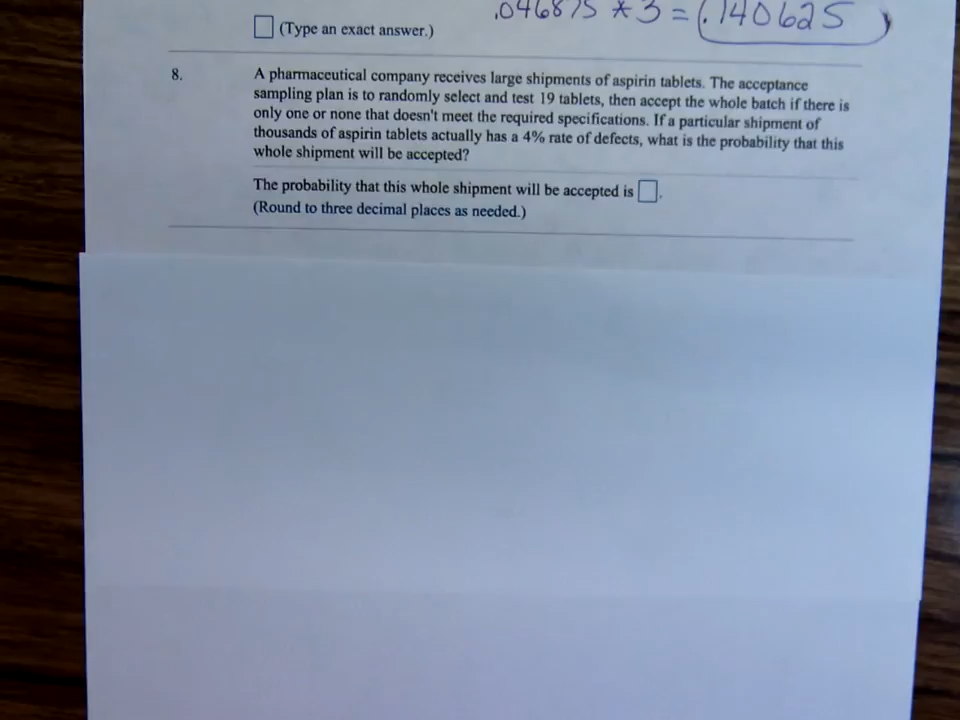 .046875 * 3 = .140625
(Type an exact answer.)
8.
A pharmaceutical company receives large shipments of aspirin tablets. The acceptance
sampling plan is to randomly select and test 19 tablets, then accept the whole batch if there is
only one or none that doesn't meet the required specifications. If a particular shipment of
thousands of aspirin tablets actually has a 4% rate of defects, what is the probability that this
whole shipment will be accepted?
The probability that this whole shipment will be accepted is □.
(Round to three decimal places as needed.)